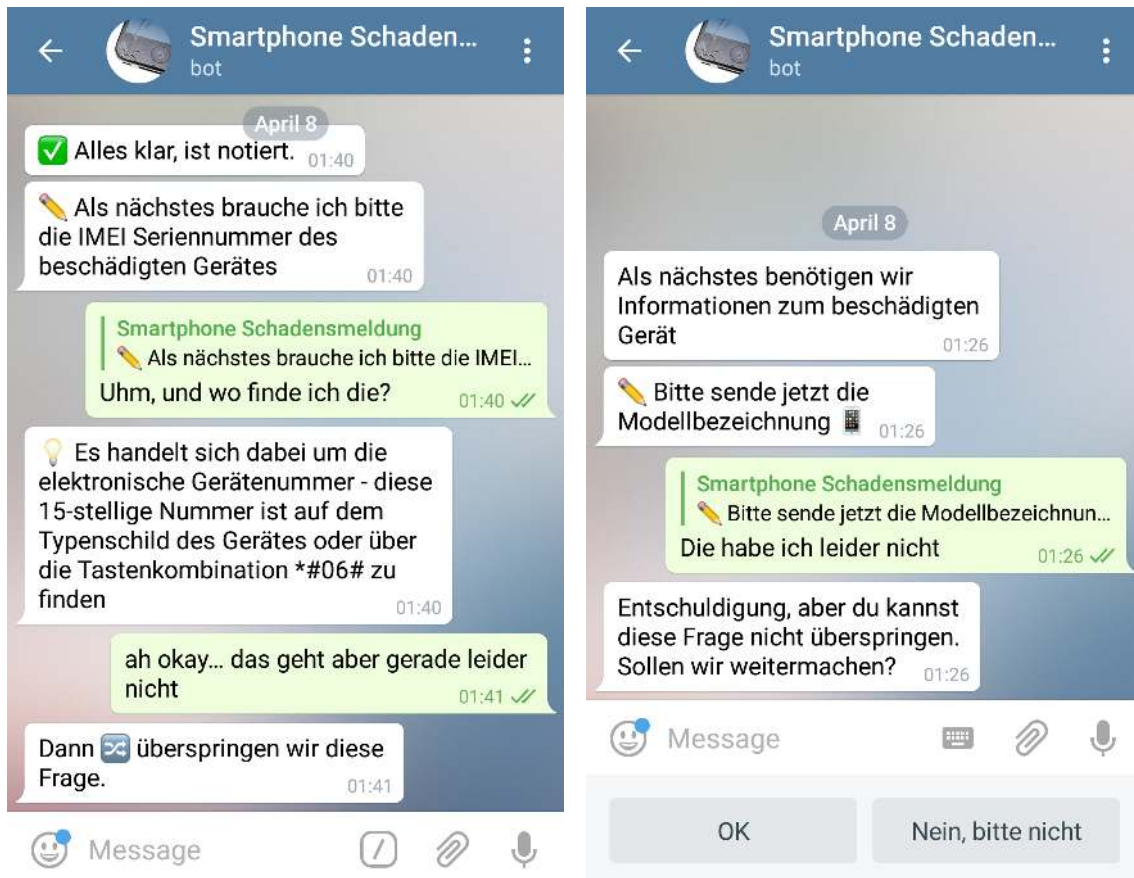 Smartphone Schaden...
bot
April 8
✅ Alles klar, ist notiert. 01:40
✏️ Als nächstes brauche ich bitte
die IMEI Seriennummer des
beschädigten Gerätes 01:40
Smartphone Schadensmeldung
✏️ Als nächstes brauche ich bitte die IMEI...
Uhm, und wo finde ich die? 01:40
💡 Es handelt sich dabei um die
elektronische Gerätenummer - diese
15-stellige Nummer ist auf dem
Typenschild des Gerätes oder über
die Tastenkombination *#06# zu
finden 01:40
ah okay... das geht aber gerade leider
nicht 01:41
Dann 🔀 überspringen wir diese
Frage. 01:41
Message
Smartphone Schaden...
bot
April 8
Als nächstes benötigen wir
Informationen zum beschädigten
Gerät 01:26
✏️ Bitte sende jetzt die
Modellbezeichnung 📱 01:26
Smartphone Schadensmeldung
✏️ Bitte sende jetzt die Modellbezeichnun...
Die habe ich leider nicht 01:26
Entschuldigung, aber du kannst
diese Frage nicht überspringen.
Sollen wir weitermachen? 01:26
Message
OK
Nein, bitte nicht